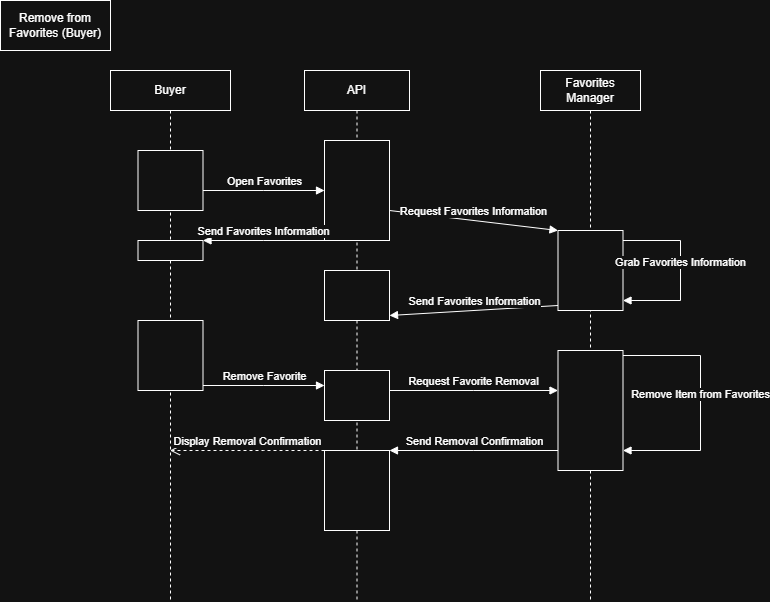 Remove from
Favorites (Buyer)
Buyer
API
Favorites
Manager
Open Favorites
Request Favorites Information
Send Favorites Information
Grab Favorites Information
Send Favorites Information
Remove Favorite
Request Favorite Removal
Remove Item from Favorites
Display Removal Confirmation
Send Removal Confirmation